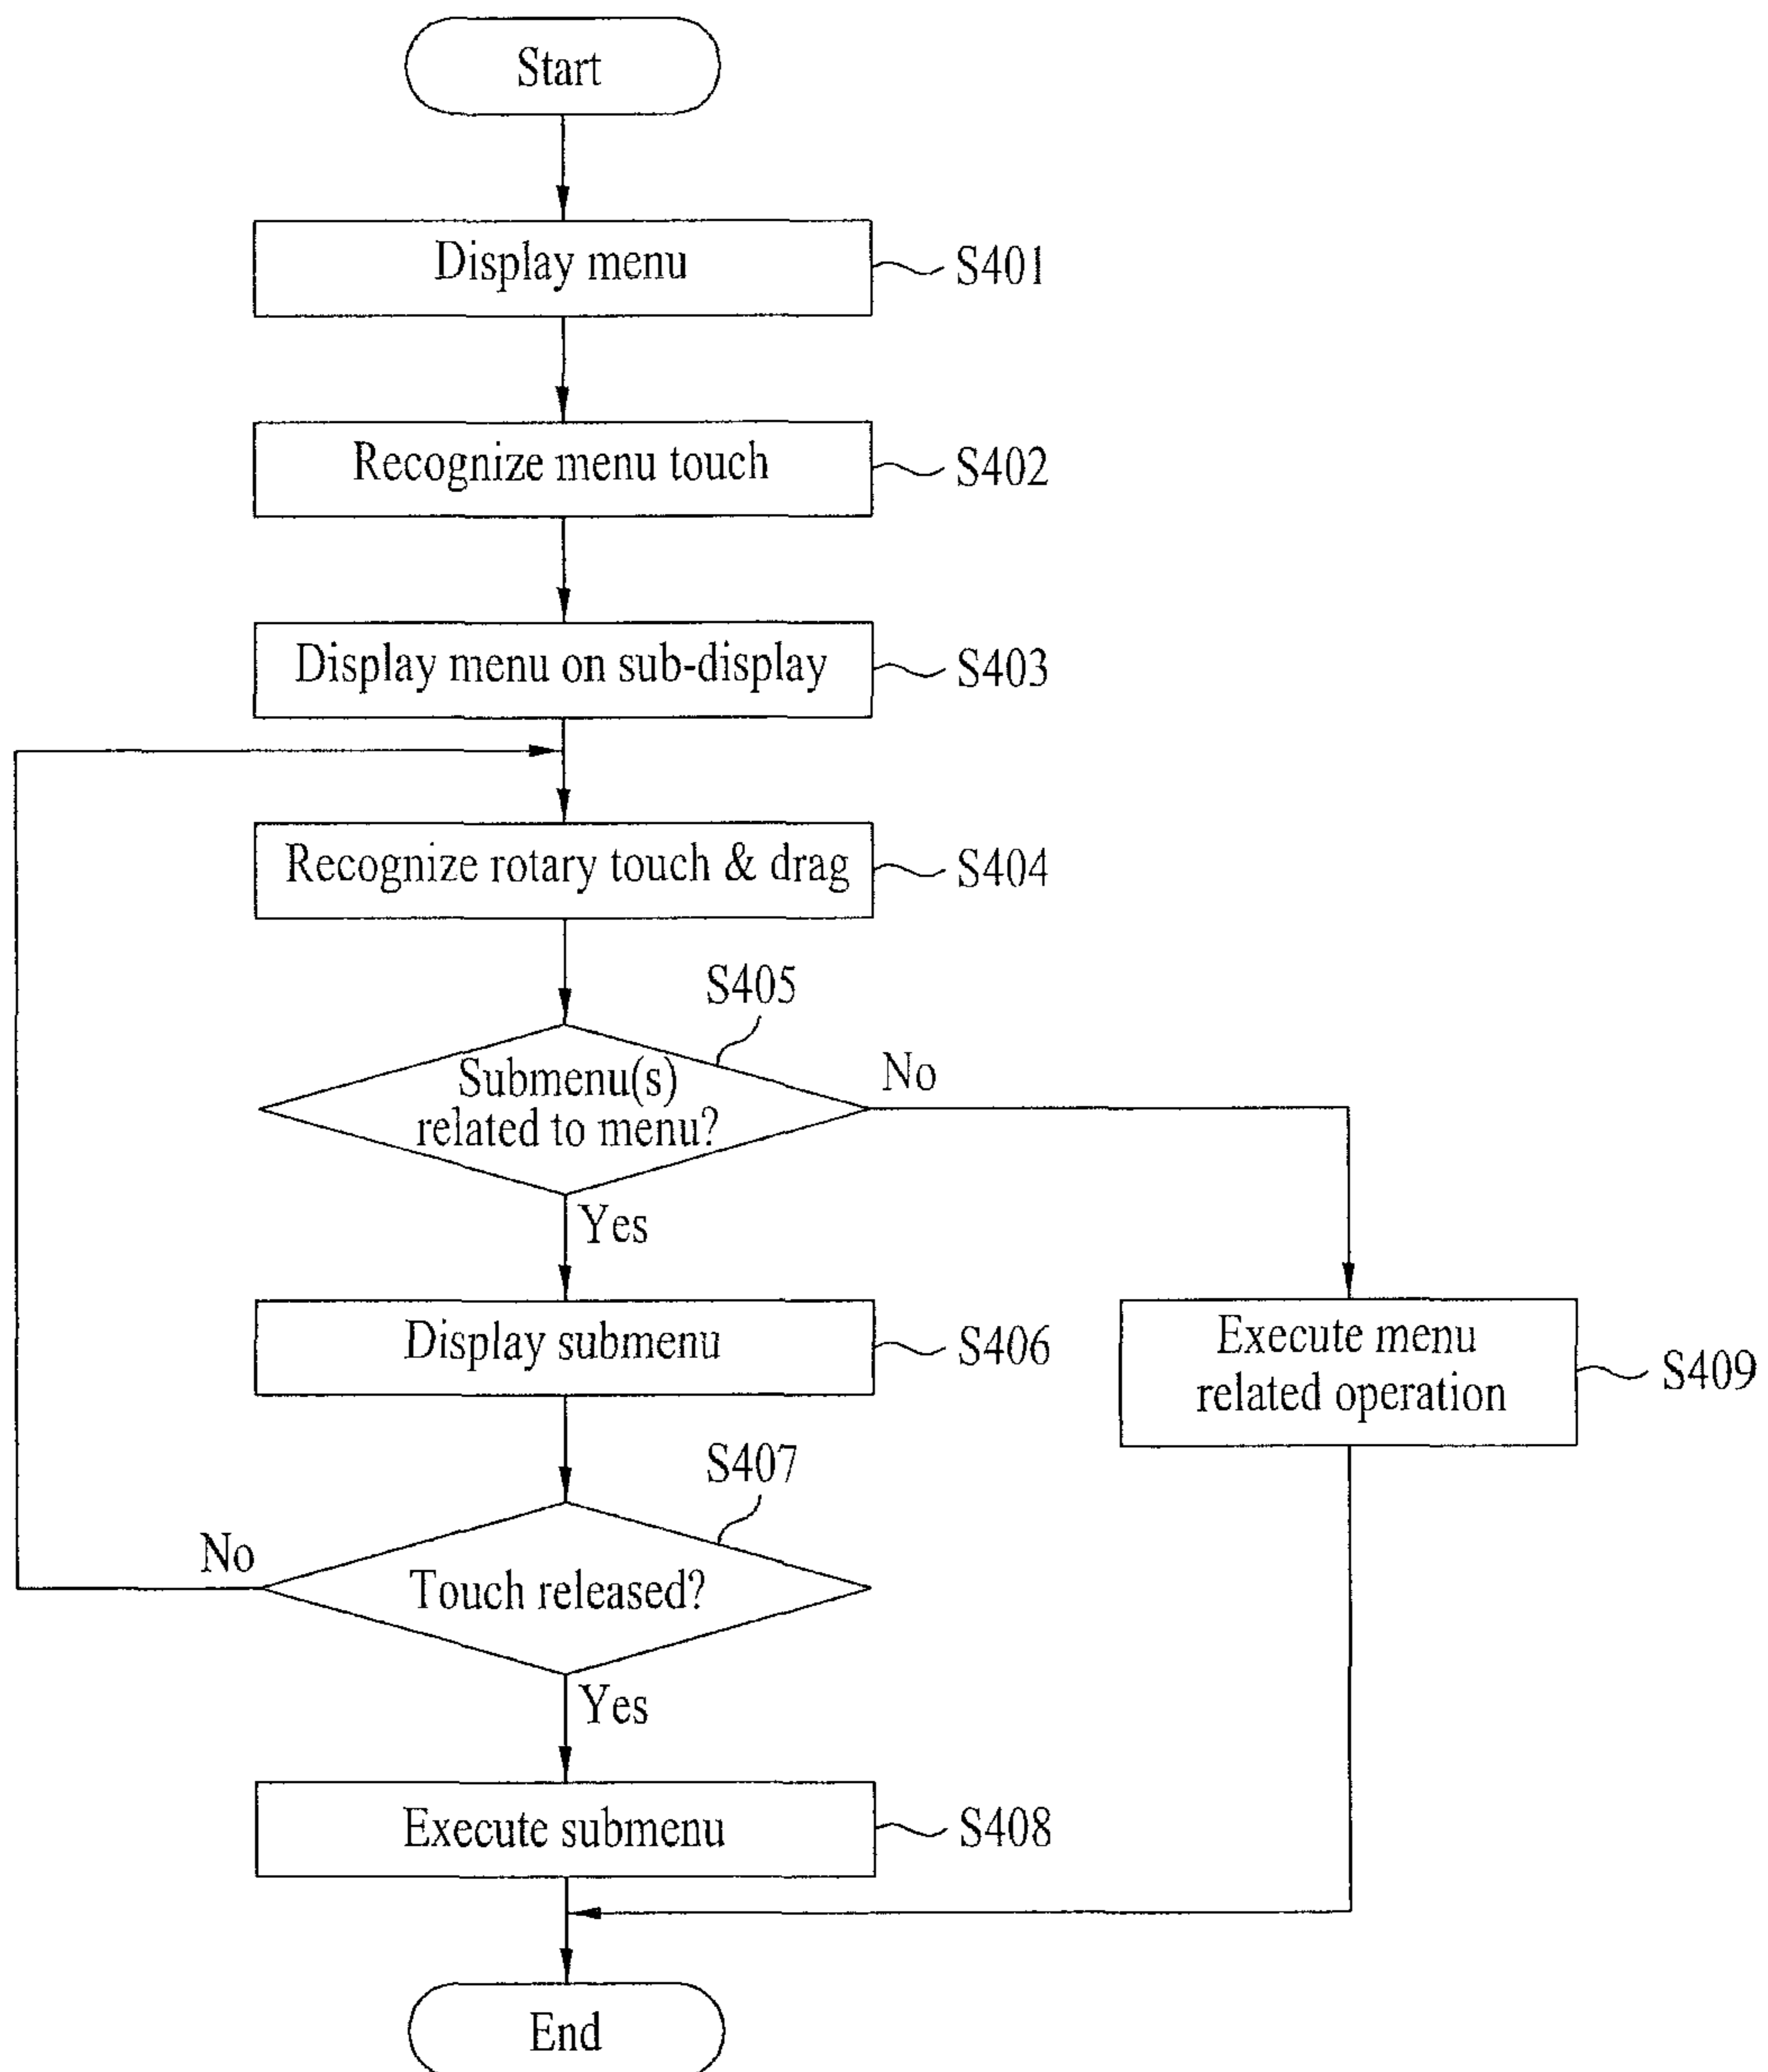 Start
Display menu
S401
Recognize menu touch
S402
Display menu on sub-display
S403
Recognize rotary touch & drag
S404
S405
Submenu(s)
related to menu?
No
Yes
Display submenu
S406
Execute menu
related operation
S409
S407
No
Touch released?
Yes
Execute submenu
S408
End